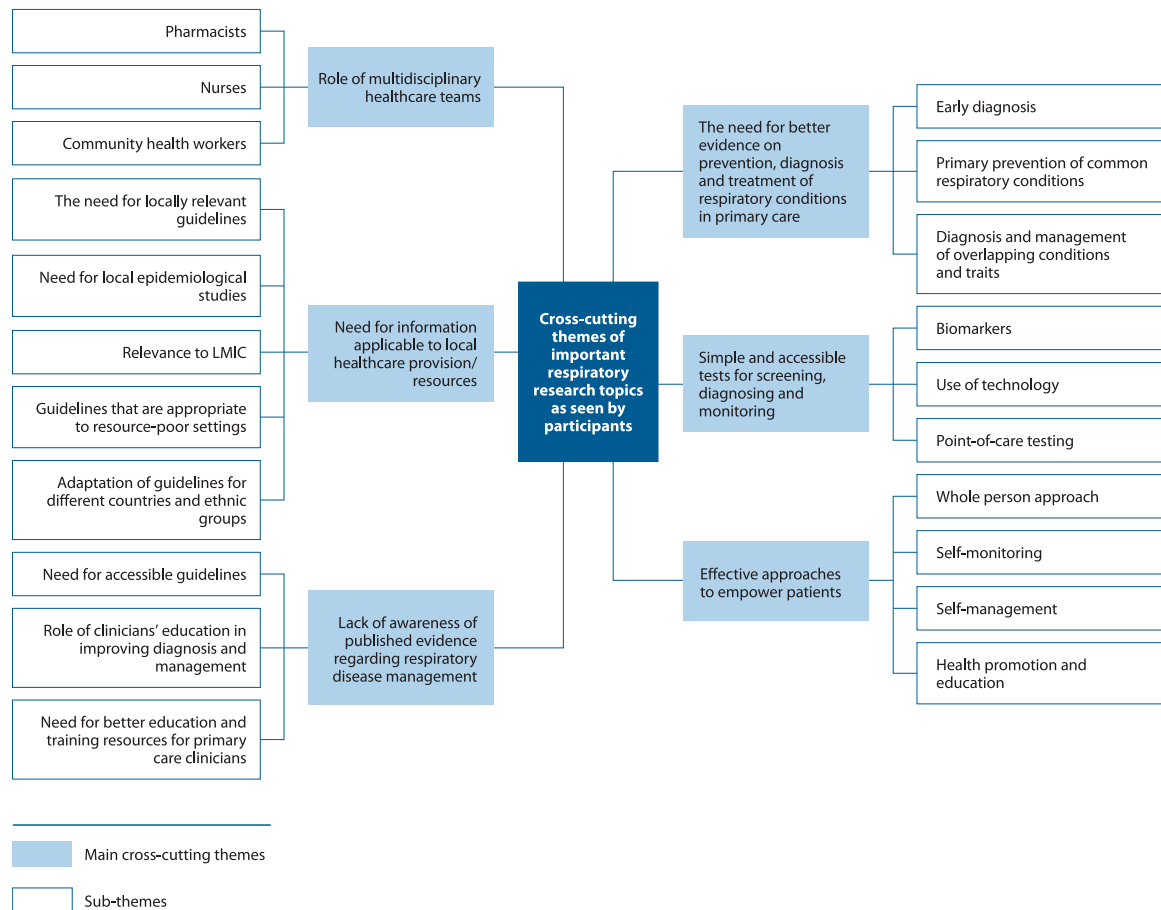 Pharmacists
Nurses
Community health workers
Role of multidisciplinary
healthcare teams
The need for locally relevant
guidelines
Need for local epidemiological
studies
Relevance to LMIC
Guidelines that are appropriate
to resource-poor settings
Adaptation of guidelines for
different countries and ethnic
groups
Need for information
applicable to local
healthcare provision/
resources
Need for accessible guidelines
Role of clinicians’ education in
improving diagnosis and
management
Need for better education and
training resources for primary
care clinicians
Lack of awareness of
published evidence
regarding respiratory
disease management
Cross-cutting
themes of
important
respiratory
research topics
as seen by
participants
The need for better
evidence on
prevention, diagnosis
and treatment of
respiratory conditions
in primary care
Early diagnosis
Primary prevention of common
respiratory conditions
Diagnosis and management
of overlapping conditions
and traits
Simple and accessible
tests for screening,
diagnosing and
monitoring
Biomarkers
Use of technology
Point-of-care testing
Effective approaches
to empower patients
Whole person approach
Self-monitoring
Self-management
Health promotion and
education
Main cross-cutting themes
Sub-themes